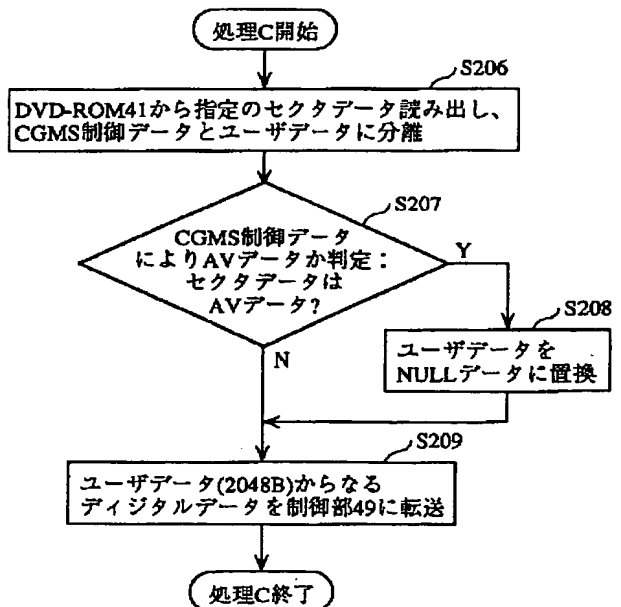 処理C開始
S206
DVD-ROM41から指定のセクタデータ読み出し、
CGMS制御データとユーザデータに分離
S207
CGMS制御データ
によりAVデータか判定：
セクタデータは
AVデータ?
Y
S208
ユーザデータを
NULLデータに置換
N
S209
ユーザデータ(2048B)からなる
ディジタルデータを制御部49に転送
処理C終了